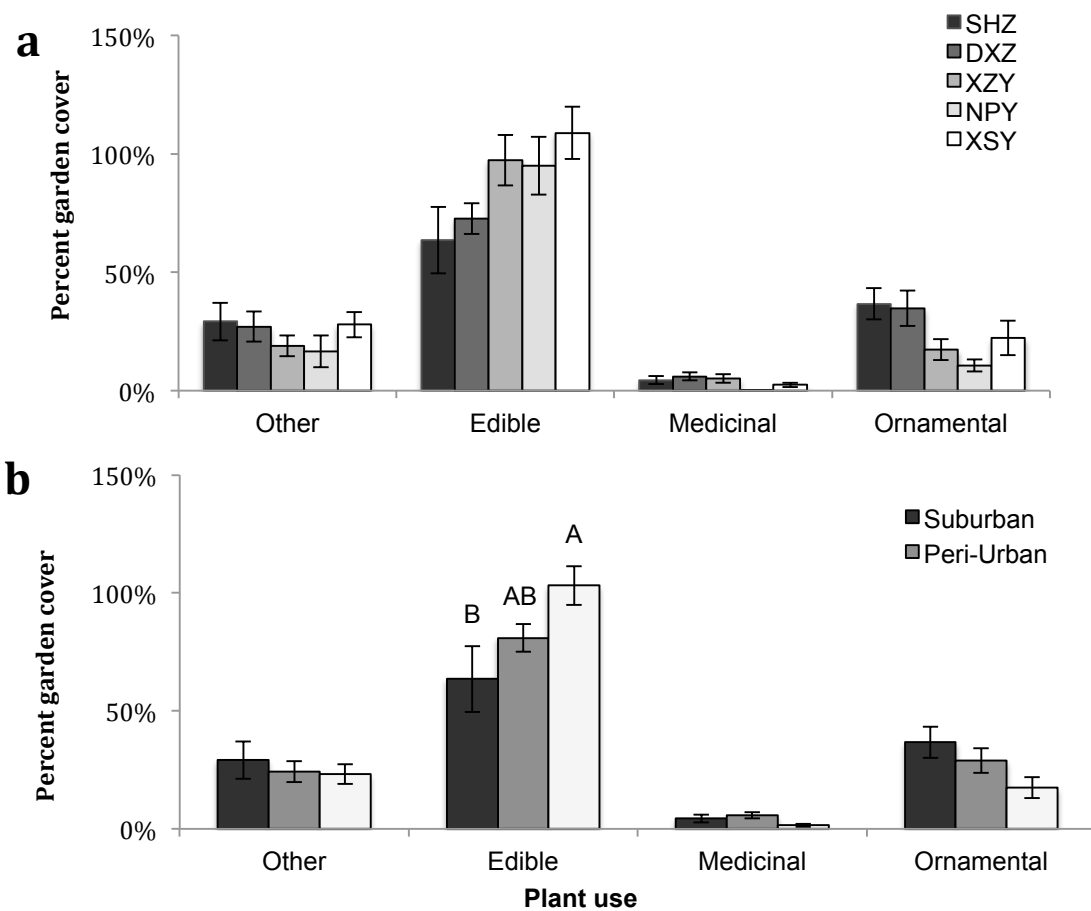 a
SHZ
DXZ
XZY
NPY
XSY
Percent garden cover
150%
100%
50%
0%
Other Edible Medicinal Ornamental
b
Suburban
Peri-Urban
Percent garden cover
150%
100%
50%
0%
B AB A
Other Edible Medicinal Ornamental
Plant use